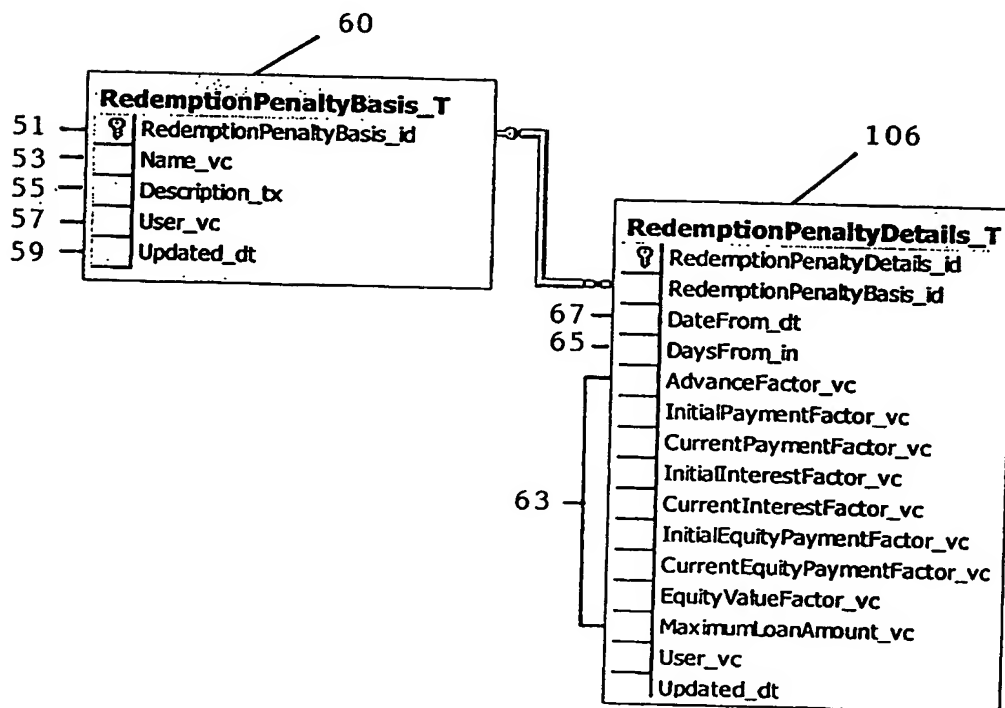 60
RedemptionPenaltyBasis_T
51 RedemptionPenaltyBasis_id
53 Name_vc
55 Description_tx
57 User_vc
59 Updated_dt
106
RedemptionPenaltyDetails_T
RedemptionPenaltyDetails_id
RedemptionPenaltyBasis_id
67 DateFrom_dt
65 DaysFrom_in
AdvanceFactor_vc
InitialPaymentFactor_vc
CurrentPaymentFactor_vc
InitialInterestFactor_vc
63 CurrentInterestFactor_vc
InitialEquityPaymentFactor_vc
CurrentEquityPaymentFactor_vc
EquityValueFactor_vc
MaximumLoanAmount_vc
User_vc
Updated_dt